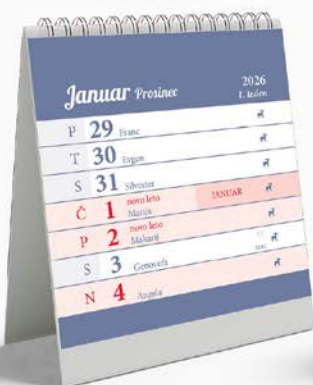 Januar Prosinec
2026
1. teden
P 29 Franc
T 30 Evgen
S 31 Silvester
Č 1 novo leto
Marija
JANUAR
P 2 novo leto
Makarij
S 3 Genovefa
N 4 Angela